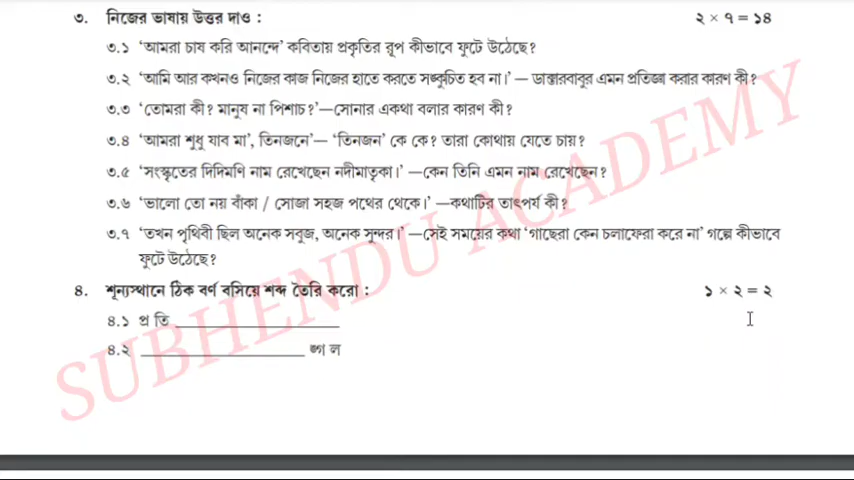 ৩. নিজের ভাষায় উত্তর দাও : ২ × ৭ = ১৪
৩.১ ‘আমরা চাষ করি আনন্দে’ কবিতায় প্রকৃতির রূপ কীভাবে ফুটে উঠেছে?
৩.২ ‘আমি আর কখনও নিজের কাজ নিজের হাতে করতে সঙ্কুচিত হব না।’ — ডাক্তারবাবুর এমন প্রতিজ্ঞা করার কারণ কী?
৩.৩ ‘তোমরা কী? মানুষ না পিশাচ?’—সোনার একথা বলার কারণ কী?
৩.৪ ‘আমরা শুধু যাব মা’, তিনজনে’— ‘তিনজন’ কে কে? তারা কোথায় যেতে চায়?
৩.৫ ‘সংস্কৃতের দিদিমণি নাম রেখেছেন নদীমাতৃকা।’ —কেন তিনি এমন নাম রেখেছেন?
৩.৬ ‘ভালো তো নয় বাঁকা / সোজা সহজ পথের থেকে।’ —কথাটির তাৎপর্য কী?
৩.৭ ‘তখন পৃথিবী ছিল অনেক সবুজ, অনেক সুন্দর।’ —সেই সময়ের কথা ‘গাছেরা কেন চলাফেরা করে না’ গল্পে কীভাবে
ফুটে উঠেছে?
৪. শূন্যস্থানে ঠিক বর্ণ বসিয়ে শব্দ তৈরি করো : ১ × ২ = ২
৪.১ প্র তি ____________
৪.২ ____________ ঙ্গ ল
SUBHENDU ACADEMY